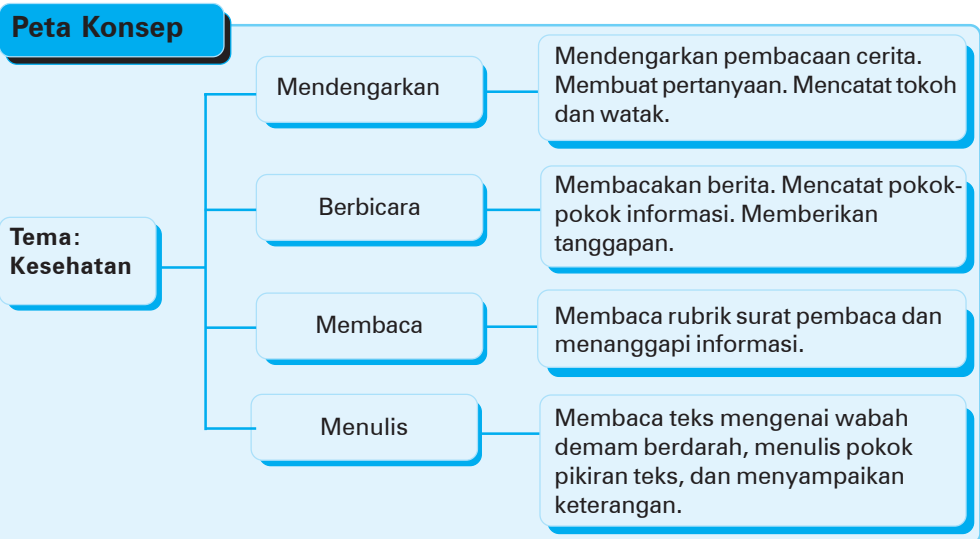 Peta Konsep
Mendengarkan
Mendengarkan pembacaan cerita.
Membuat pertanyaan. Mencatat tokoh
dan watak.
Berbicara
Membacakan berita. Mencatat pokok-
pokok informasi. Memberikan
tanggapan.
Tema:
Kesehatan
Membaca
Membaca rubrik surat pembaca dan
menanggapi informasi.
Menulis
Membaca teks mengenai wabah
demam berdarah, menulis pokok
pikiran teks, dan menyampaikan
keterangan.